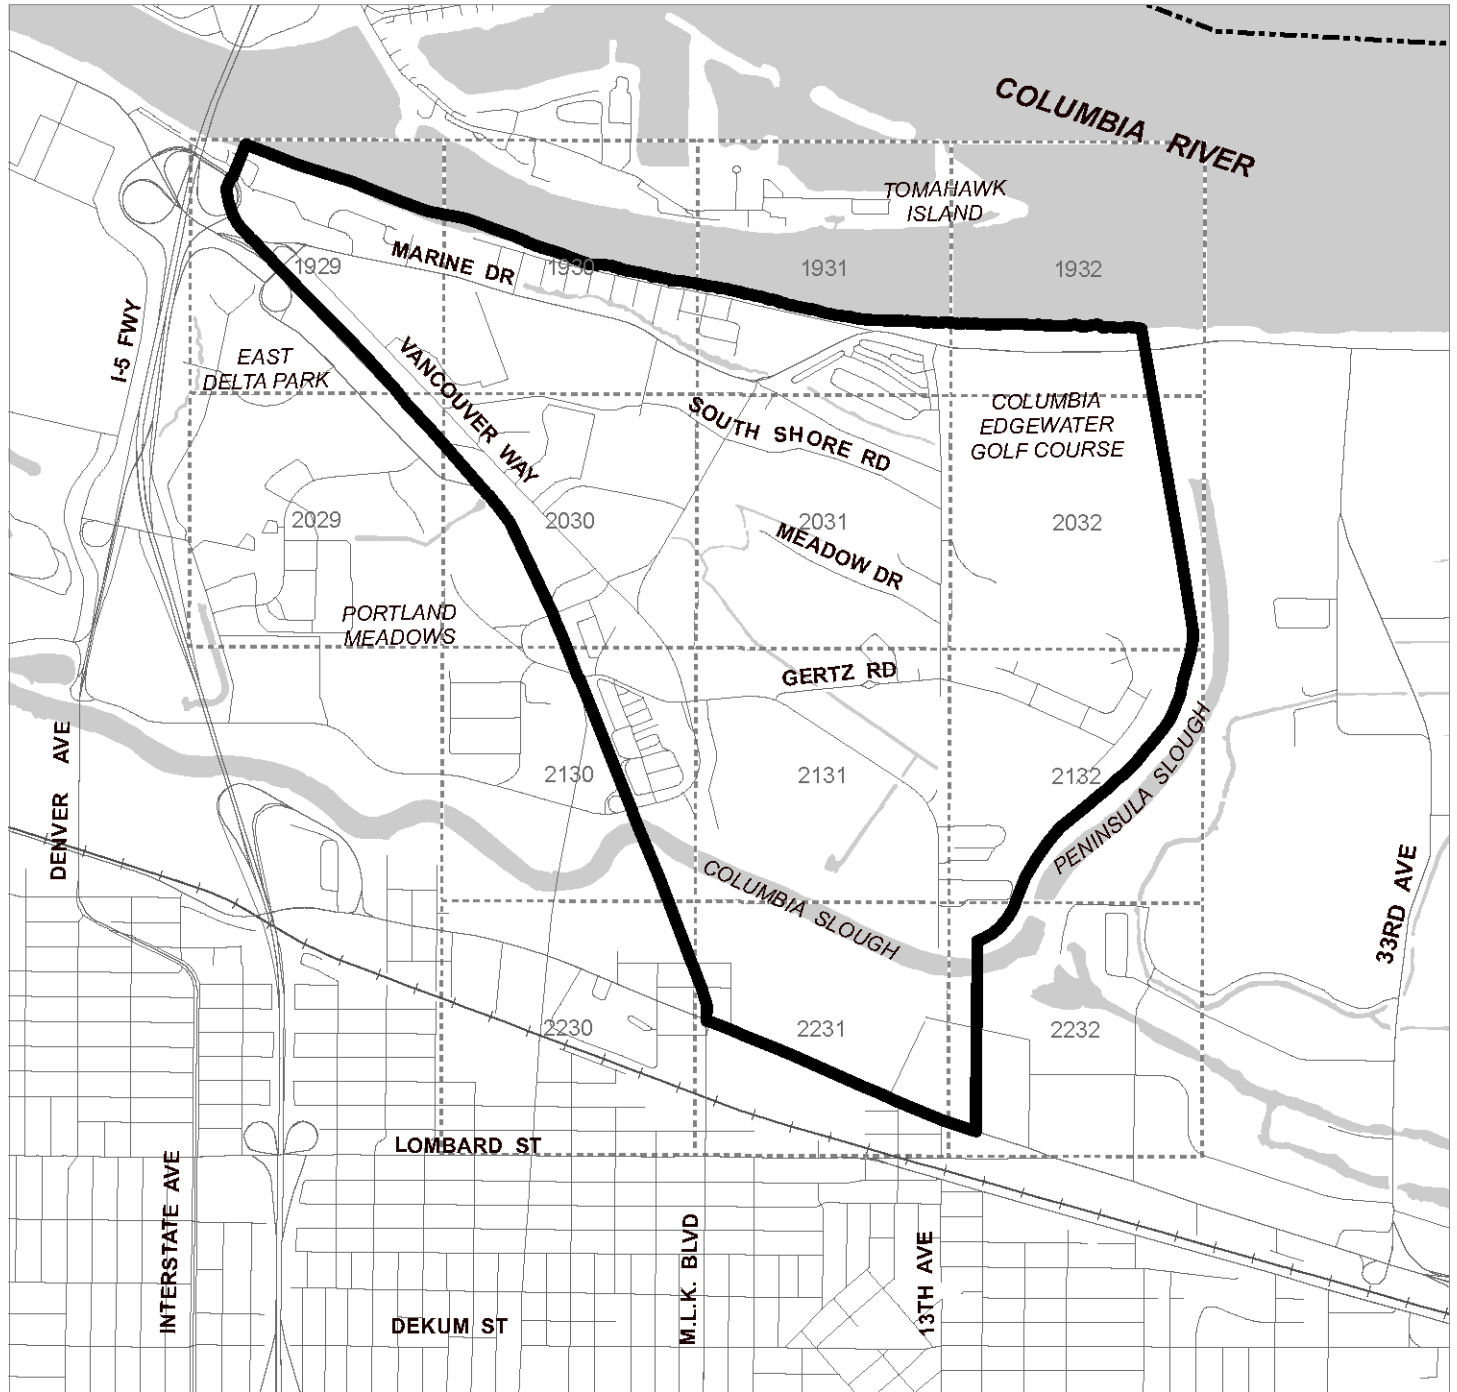 COLUMBIA RIVER
TOMAHAWK
ISLAND
MARINE DR
1929
1930
1931
1932
I-5 FWY
EAST
DELTA PARK
VANCOUVER WAY
SOUTH SHORE RD
COLUMBIA
EDGEWATER
GOLF COURSE
2029
2030
2031
2032
MEADOW DR
PORTLAND
MEADOWS
GERTZ RD
DENVER AVE
2130
2131
2132
PENINSULA SLOUGH
COLUMBIA SLOUGH
33RD AVE
2230
2231
2232
LOMBARD ST
INTERSTATE AVE
M.L.K. BLVD
13TH AVE
DEKUM ST